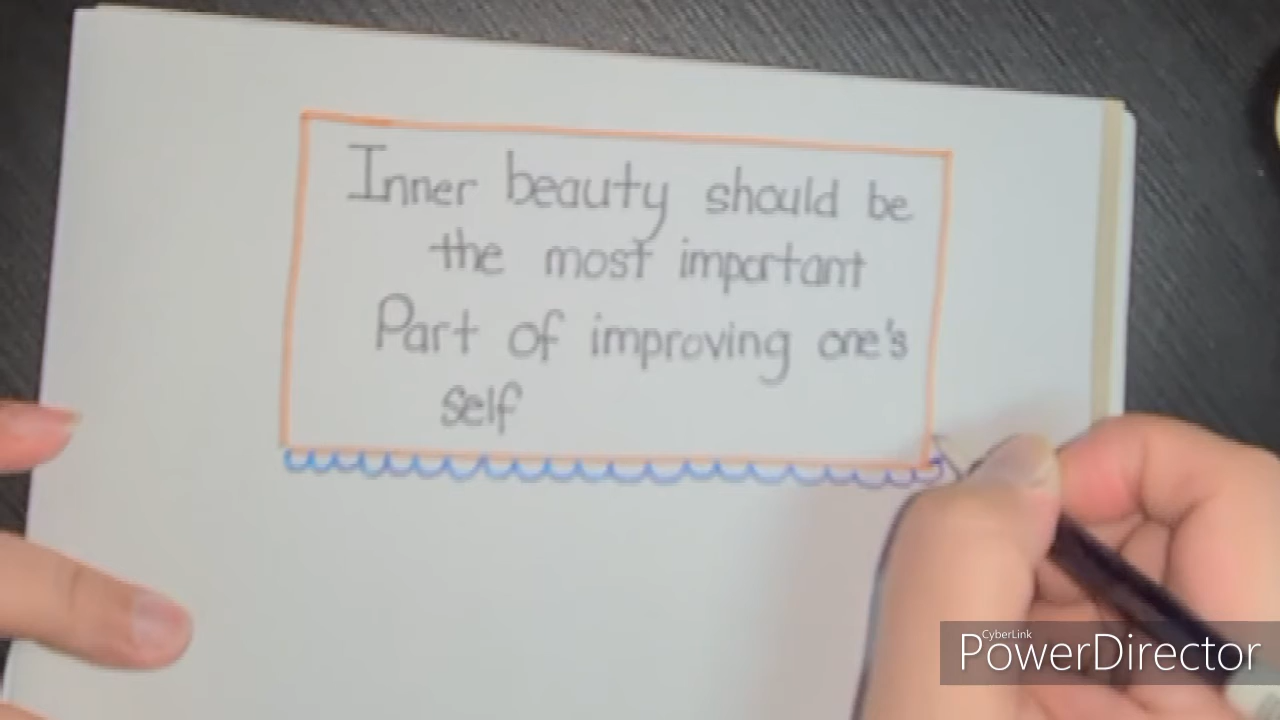 Inner beauty should be
the most important
Part of improving one's
self
CyberLink
PowerDirector